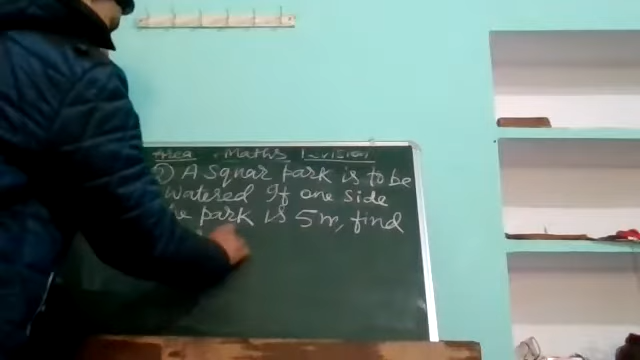 Area Maths Revision
Q A Squar Park is to be
Watered If one side
he park is 5m, find